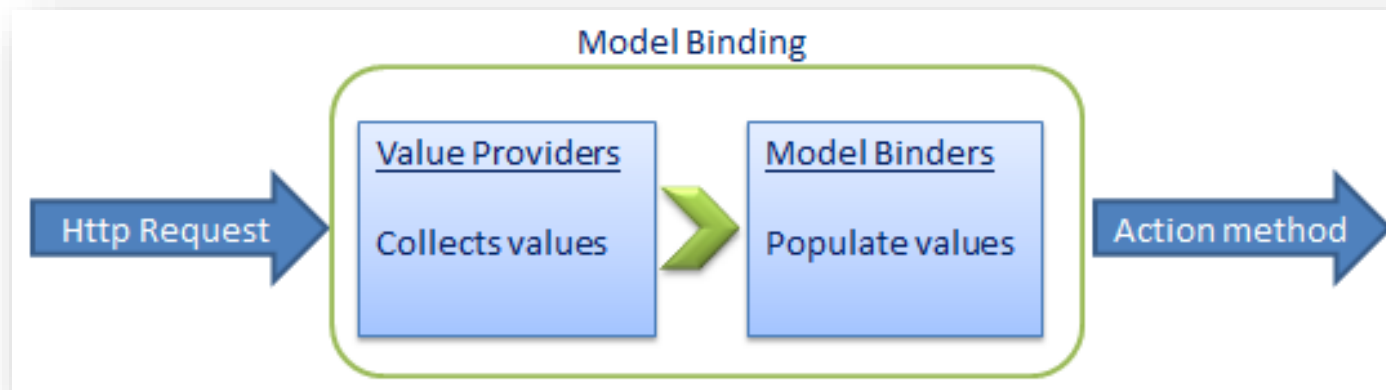 Model Binding
Http Request
Value Providers
Collects values
Model Binders
Populate values
Action method